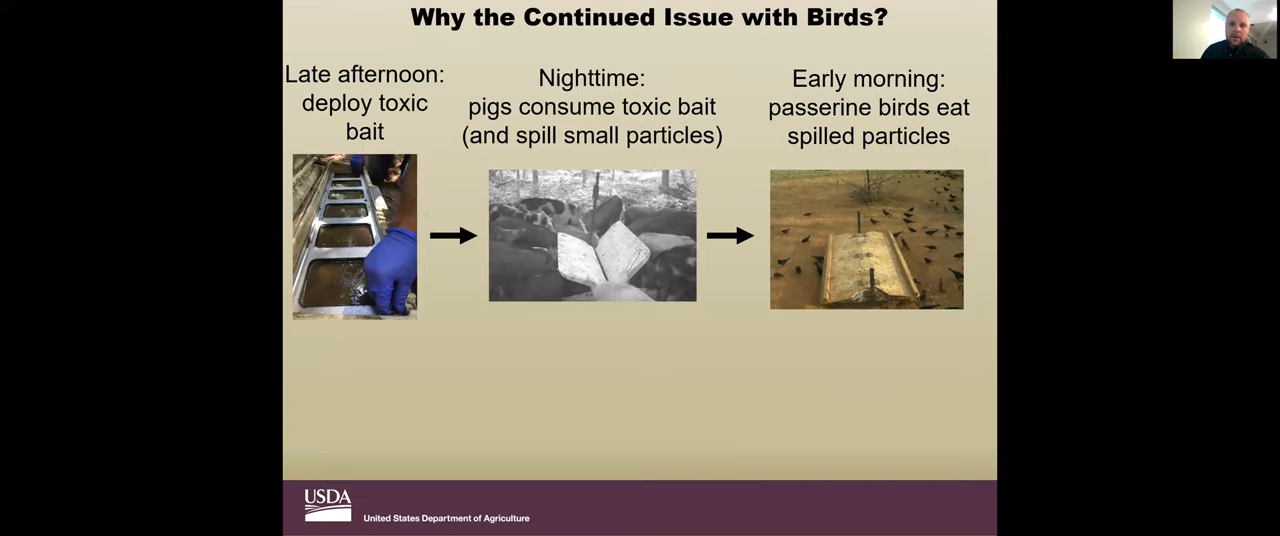 Why the Continued Issue with Birds?
Late afternoon:
deploy toxic
bait
Nighttime:
pigs consume toxic bait
(and spill small particles)
Early morning:
passerine birds eat
spilled particles
USDA
United States Department of Agriculture